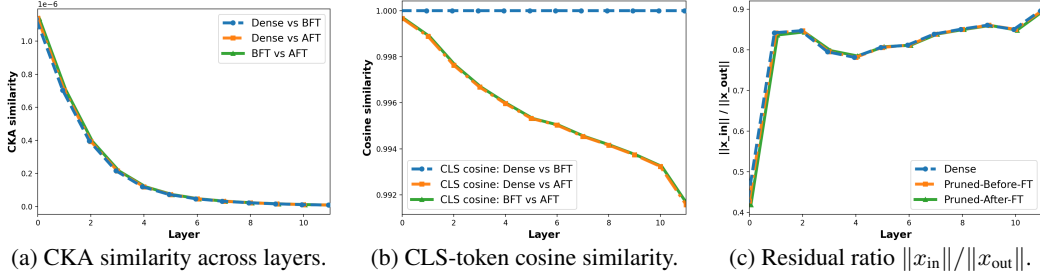 1e-6
CKA similarity
1.0
0.8
0.6
0.4
0.2
0.0
Dense vs BFT
Dense vs AFT
BFT vs AFT
0 2 4 6 8 10
Layer
(a) CKA similarity across layers.
Cosine similarity
1.000
0.998
0.996
0.994
0.992
CLS cosine: Dense vs BFT
CLS cosine: Dense vs AFT
CLS cosine: BFT vs AFT
0 2 4 6 8 10
Layer
(b) CLS-token cosine similarity.
||x_in|| / ||x_out||
0.9
0.8
0.7
0.6
0.5
0.4
Dense
Pruned-Before-FT
Pruned-After-FT
0 2 4 6 8 10
Layer
(c) Residual ratio ‖x_in‖/‖x_out‖.